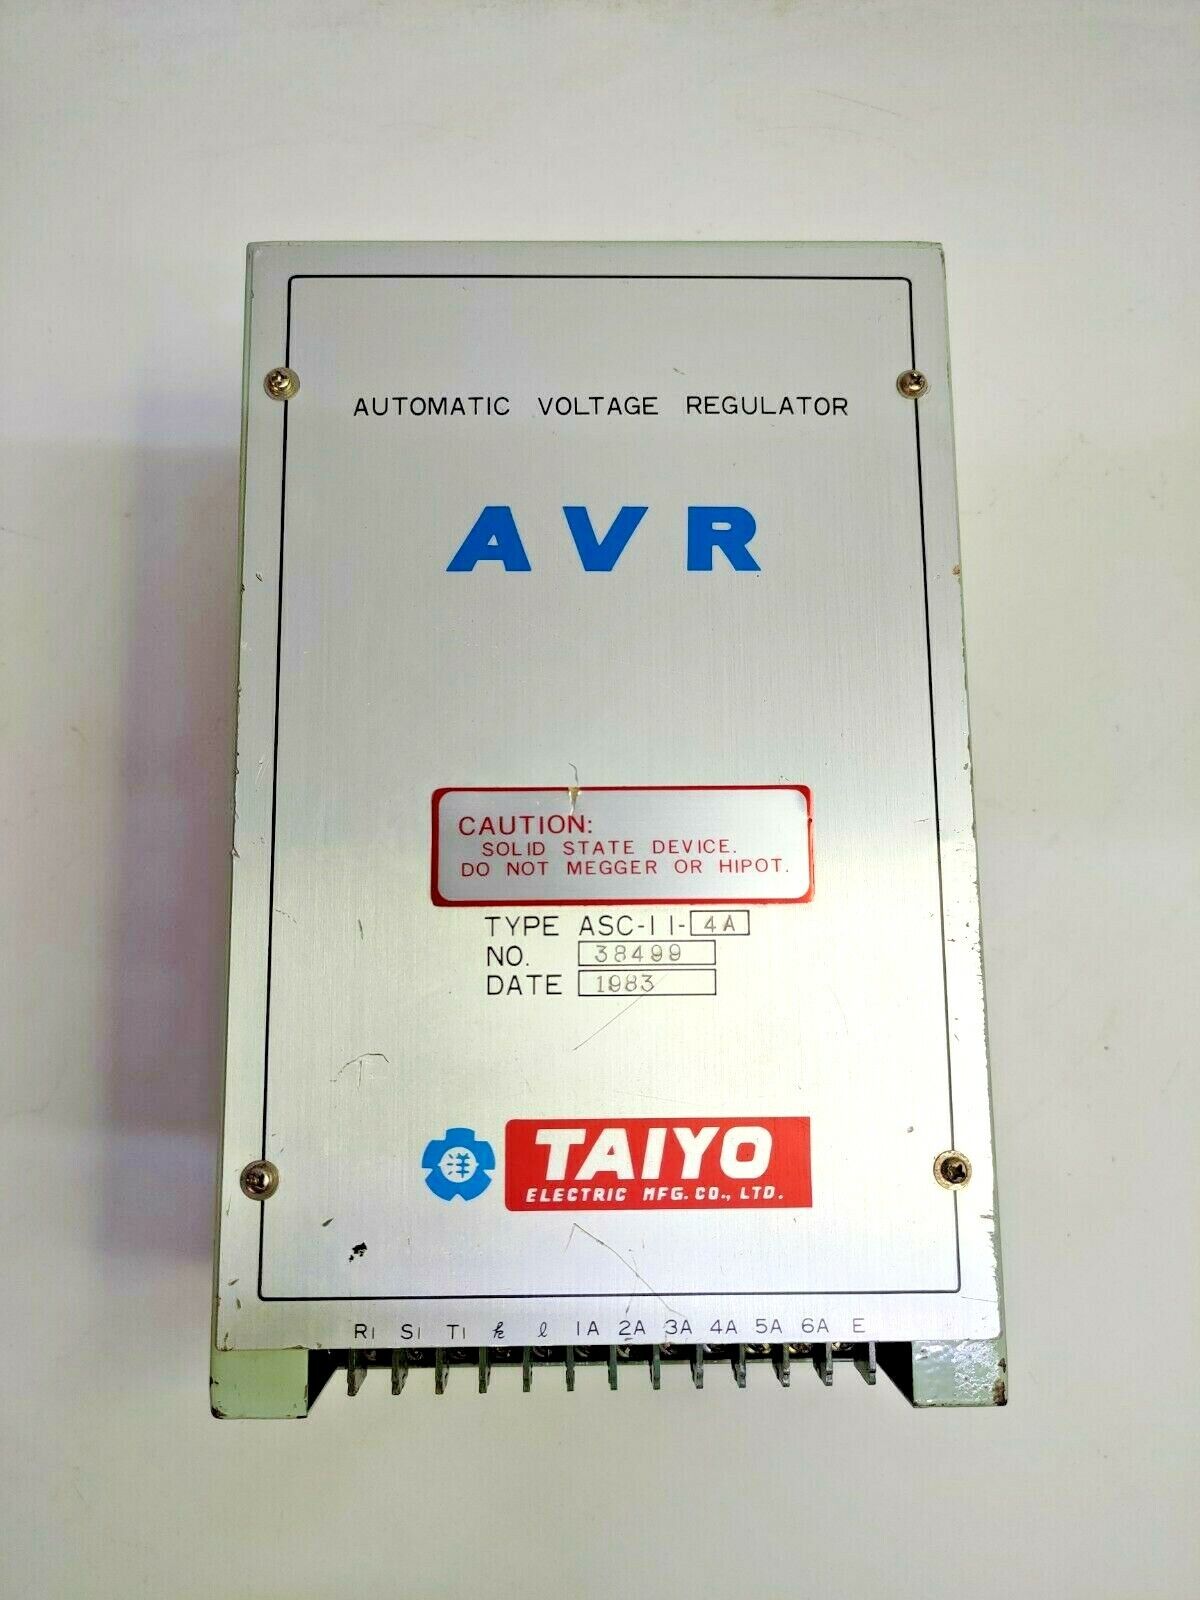 AUTOMATIC VOLTAGE REGULATOR
AVR
CAUTION:
SOLID STATE DEVICE.
DO NOT MEGGER OR HIPOT.
TYPE ASC-11-4A
NO. 38499
DATE 1983
洋 TAIYO
ELECTRIC MFG. CO., LTD.
R1 S1 T1 k l 1A 2A 3A 4A 5A 6A E